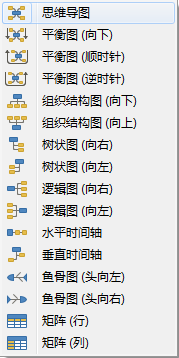 思维导图
平衡图 (向下)
平衡图 (顺时针)
平衡图 (逆时针)
组织结构图 (向下)
组织结构图 (向上)
树状图 (向右)
树状图 (向左)
逻辑图 (向右)
逻辑图 (向左)
水平时间轴
垂直时间轴
鱼骨图 (头向左)
鱼骨图 (头向右)
矩阵 (行)
矩阵 (列)